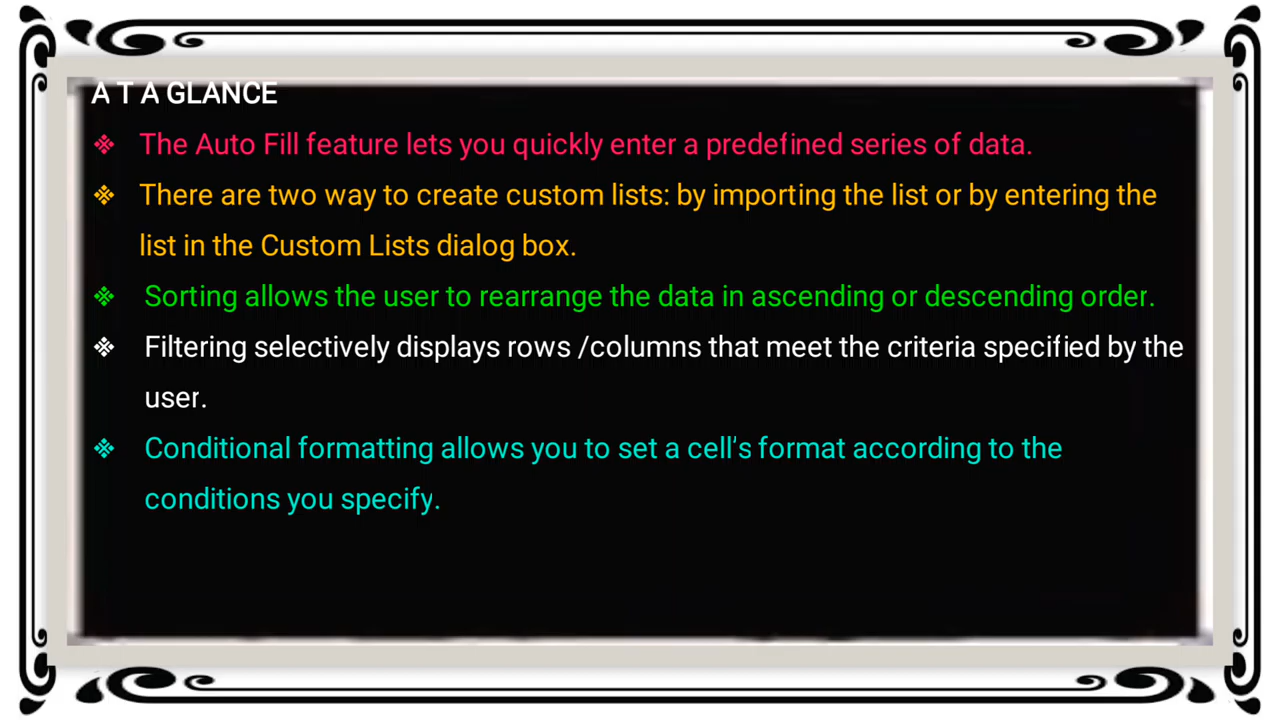 A T A GLANCE
❖ The Auto Fill feature lets you quickly enter a predefined series of data.
❖ There are two way to create custom lists: by importing the list or by entering the
list in the Custom Lists dialog box.
❖ Sorting allows the user to rearrange the data in ascending or descending order.
❖ Filtering selectively displays rows /columns that meet the criteria specified by the
user.
❖ Conditional formatting allows you to set a cell's format according to the
conditions you specify.